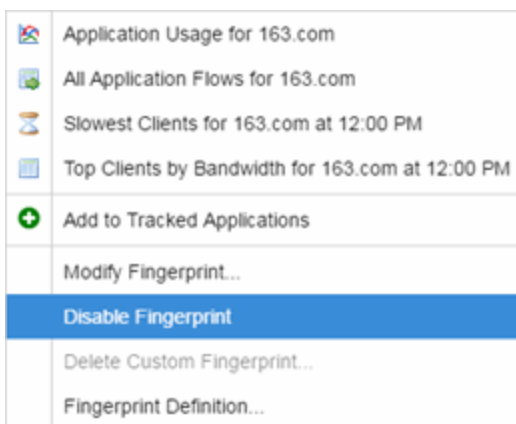 Application Usage for 163.com
All Application Flows for 163.com
Slowest Clients for 163.com at 12:00 PM
Top Clients by Bandwidth for 163.com at 12:00 PM
Add to Tracked Applications
Modify Fingerprint...
Disable Fingerprint
Delete Custom Fingerprint...
Fingerprint Definition...